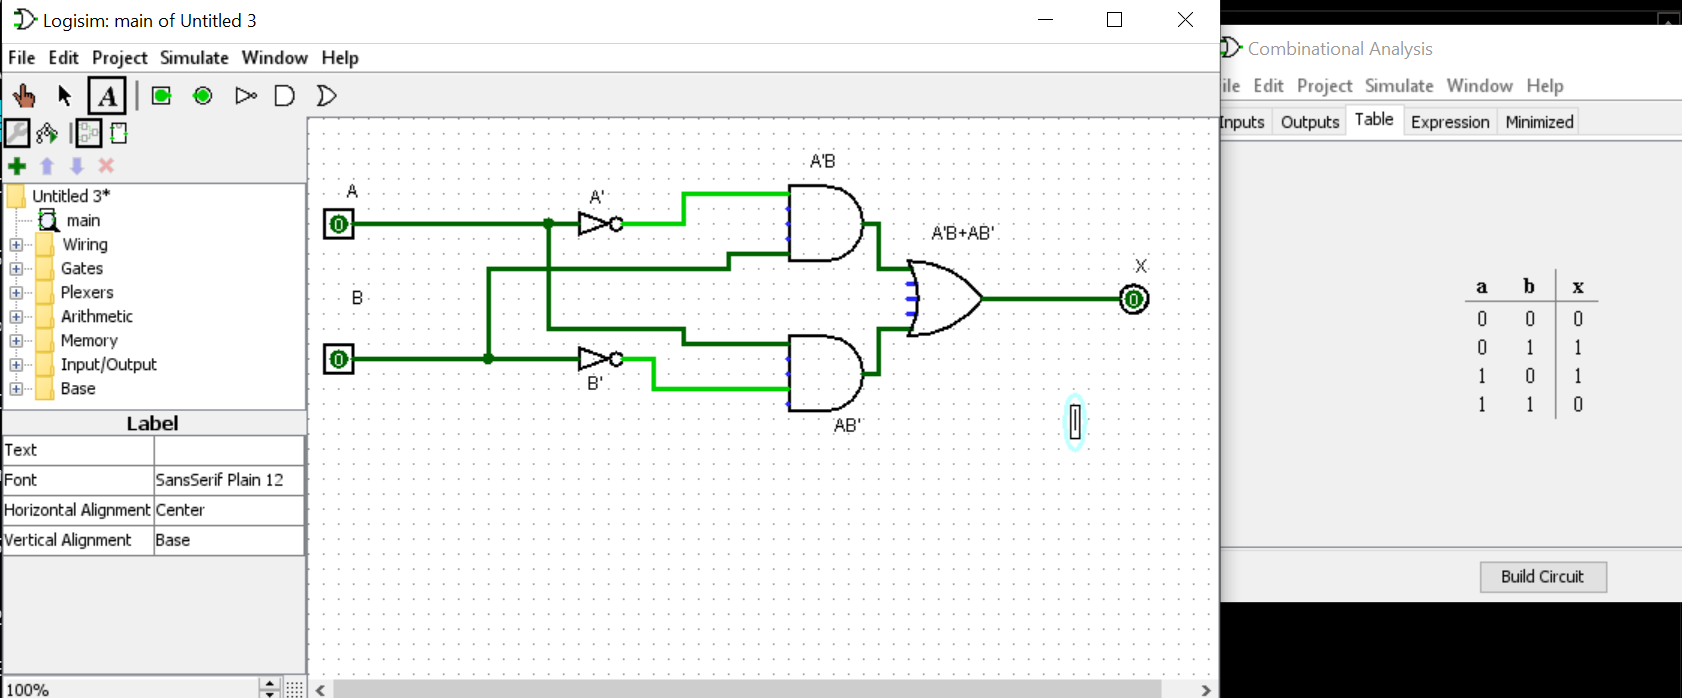 Logisim: main of Untitled 3
File Edit Project Simulate Window Help
A
Untitled 3*
main
Wiring
Gates
Plexers
Arithmetic
Memory
Input/Output
Base
Label
Text
Font SansSerif Plain 12
Horizontal Alignment Center
Vertical Alignment Base
100%
A'B
A
A'
0
A'B+AB'
X
B
0
0
B'
AB'
Combinational Analysis
ile Edit Project Simulate Window Help
Inputs Outputs Table Expression Minimized
a b x
0 0 0
0 1 1
1 0 1
1 1 0
Build Circuit